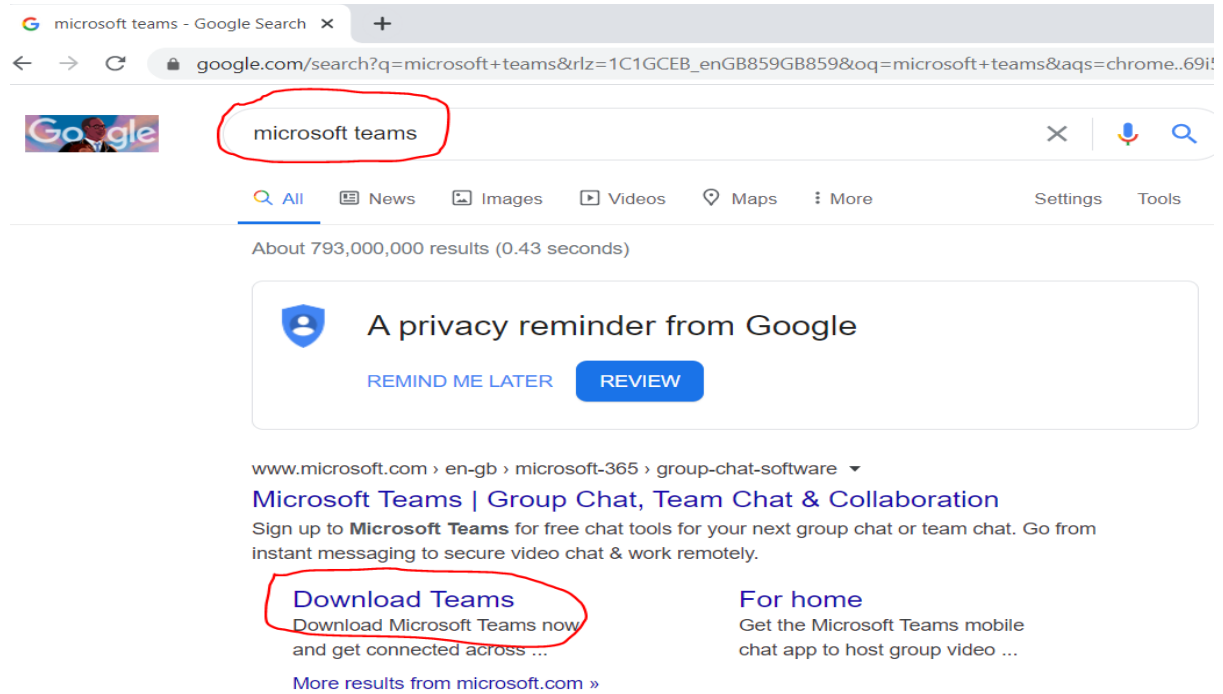 microsoft teams - Google Search
google.com/search?q=microsoft+teams&rlz=1C1GCEB_enGB859GB859&oq=microsoft+teams&aqs=chrome..69i5
Google
microsoft teams
All News Images Videos Maps More Settings Tools
About 793,000,000 results (0.43 seconds)
A privacy reminder from Google
REMIND ME LATER REVIEW
www.microsoft.com › en-gb › microsoft-365 › group-chat-software
Microsoft Teams | Group Chat, Team Chat & Collaboration
Sign up to Microsoft Teams for free chat tools for your next group chat or team chat. Go from
instant messaging to secure video chat & work remotely.
Download Teams For home
Download Microsoft Teams now Get the Microsoft Teams mobile
and get connected across ... chat app to host group video ...
More results from microsoft.com »